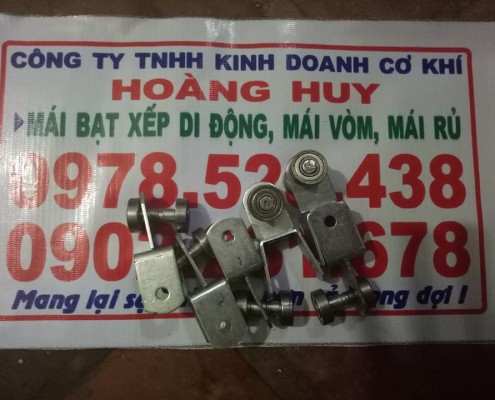 CÔNG TY TNHH KINH DOANH CƠ KHÍ
HOÀNG HUY
MÁI BẠT XẾP DI ĐỘNG, MÁI VÒM, MÁI RỦ
0978.52 .438
090 678
Mang lại đợi !